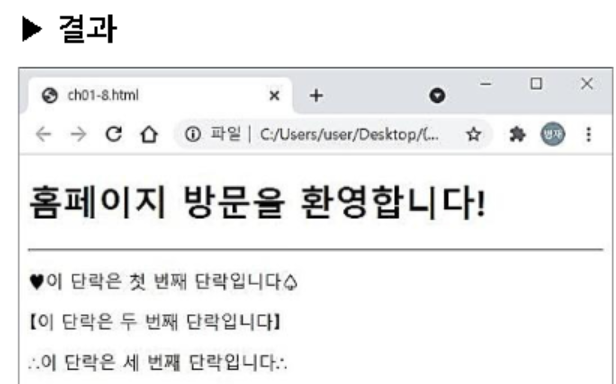 ▶ 결과
ch01-8.html
파일 | C:/Users/user/Desktop/(...
홈페이지 방문을 환영합니다!
♥이 단락은 첫 번째 단락입니다♤
【이 단락은 두 번째 단락입니다】
∴이 단락은 세 번째 단락입니다∴